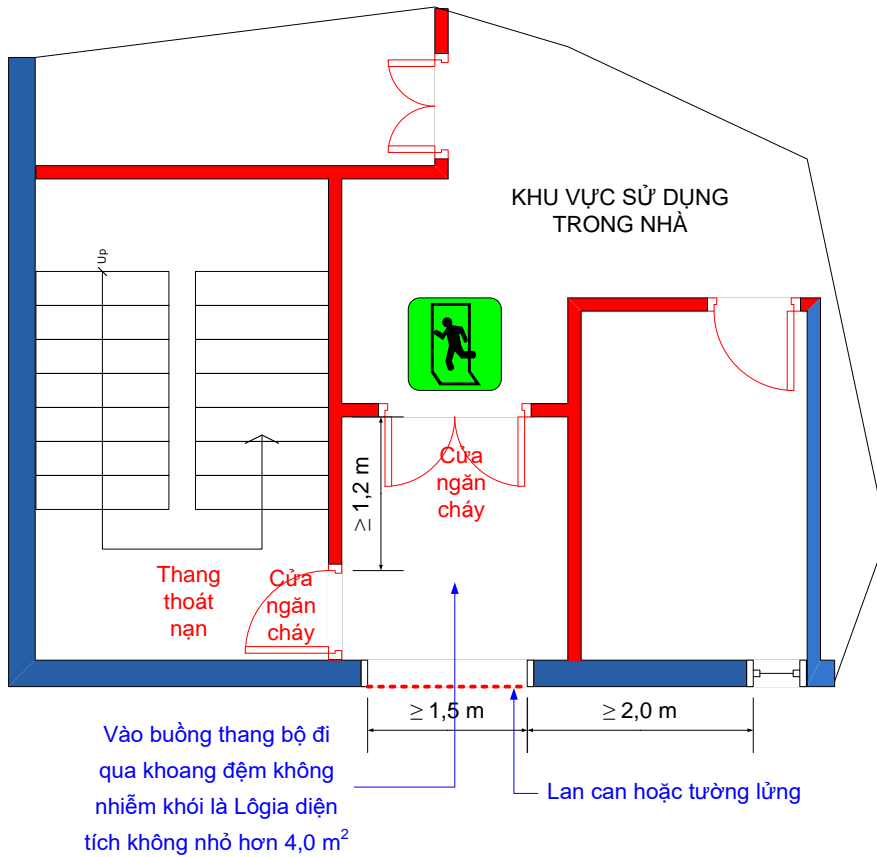 KHU VỰC SỬ DỤNG
TRONG NHÀ
Up
Cửa
ngăn
cháy
≥ 1,2 m
Thang
thoát
nạn
Cửa
ngăn
cháy
≥ 1,5 m
≥ 2,0 m
Vào buồng thang bộ đi
qua khoang đệm không
nhiễm khói là Lôgia diện
tích không nhỏ hơn 4,0 m²
Lan can hoặc tường lửng